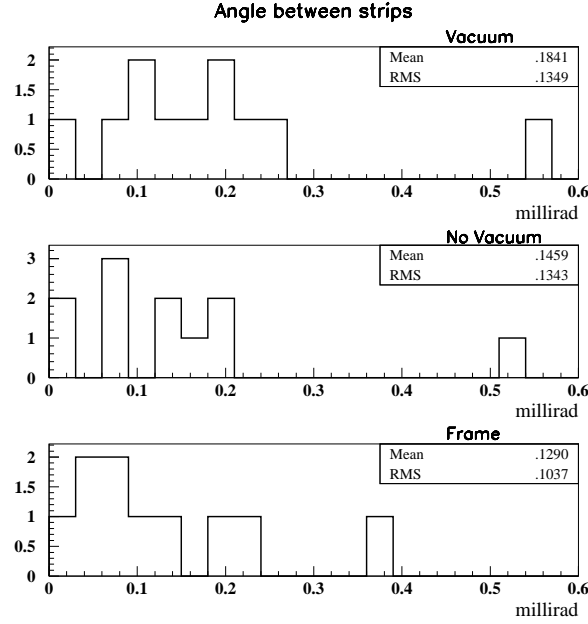 Angle between strips
Vacuum
Mean .1841
RMS .1349
2
1.5
1
0.5
0
0 0.1 0.2 0.3 0.4 0.5 0.6
millirad
No Vacuum
Mean .1459
RMS .1343
3
2
1
0
0 0.1 0.2 0.3 0.4 0.5 0.6
millirad
Frame
Mean .1290
RMS .1037
2
1.5
1
0.5
0
0 0.1 0.2 0.3 0.4 0.5 0.6
millirad